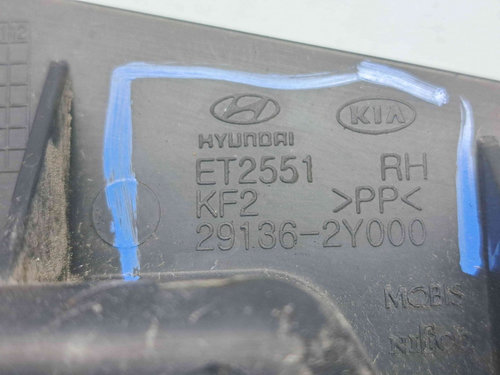 HYUNDAI KIA
ET2551 RH
KF2 >PP<
29136-2Y000
MOBIS